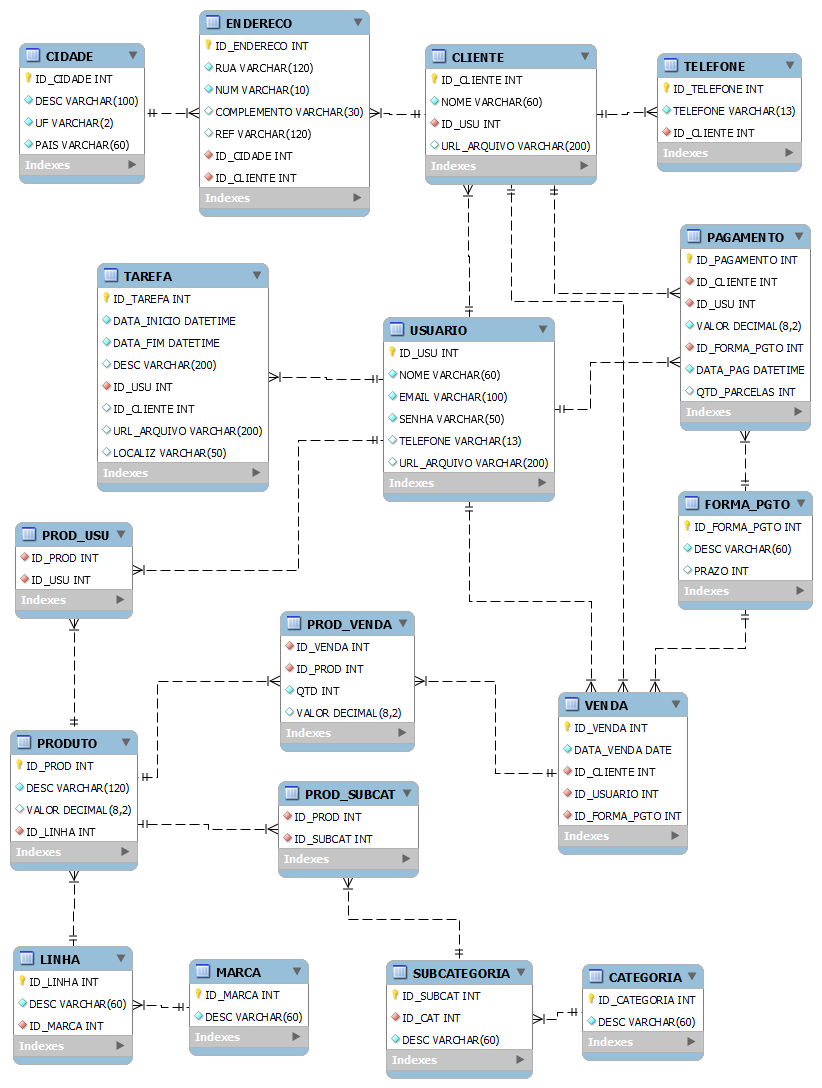 CIDADE
ID_CIDADE INT
DESC VARCHAR(100)
UF VARCHAR(2)
PAIS VARCHAR(60)
Indexes
ENDERECO
ID_ENDERECO INT
RUA VARCHAR(120)
NUM VARCHAR(10)
COMPLEMENTO VARCHAR(30)
REF VARCHAR(120)
ID_CIDADE INT
ID_CLIENTE INT
Indexes
CLIENTE
ID_CLIENTE INT
NOME VARCHAR(60)
ID_USU INT
URL_ARQUIVO VARCHAR(200)
Indexes
TELEFONE
ID_TELEFONE INT
TELEFONE VARCHAR(13)
ID_CLIENTE INT
Indexes
TAREFA
ID_TAREFA INT
DATA_INICIO DATETIME
DATA_FIM DATETIME
DESC VARCHAR(200)
ID_USU INT
ID_CLIENTE INT
URL_ARQUIVO VARCHAR(200)
LOCALIZ VARCHAR(50)
Indexes
USUARIO
ID_USU INT
NOME VARCHAR(60)
EMAIL VARCHAR(100)
SENHA VARCHAR(50)
TELEFONE VARCHAR(13)
URL_ARQUIVO VARCHAR(200)
Indexes
PAGAMENTO
ID_PAGAMENTO INT
ID_CLIENTE INT
ID_USU INT
VALOR DECIMAL(8,2)
ID_FORMA_PGTO INT
DATA_PAG DATETIME
QTD_PARCELAS INT
Indexes
FORMA_PGTO
ID_FORMA_PGTO INT
DESC VARCHAR(60)
PRAZO INT
Indexes
PROD_USU
ID_PROD INT
ID_USU INT
Indexes
PROD_VENDA
ID_VENDA INT
ID_PROD INT
QTD INT
VALOR DECIMAL(8,2)
Indexes
VENDA
ID_VENDA INT
DATA_VENDA DATE
ID_CLIENTE INT
ID_USUARIO INT
ID_FORMA_PGTO INT
Indexes
PRODUTO
ID_PROD INT
DESC VARCHAR(120)
VALOR DECIMAL(8,2)
ID_LINHA INT
Indexes
PROD_SUBCAT
ID_PROD INT
ID_SUBCAT INT
Indexes
LINHA
ID_LINHA INT
DESC VARCHAR(60)
ID_MARCA INT
Indexes
MARCA
ID_MARCA INT
DESC VARCHAR(60)
Indexes
SUBCATEGORIA
ID_SUBCAT INT
ID_CAT INT
DESC VARCHAR(60)
Indexes
CATEGORIA
ID_CATEGORIA INT
DESC VARCHAR(60)
Indexes